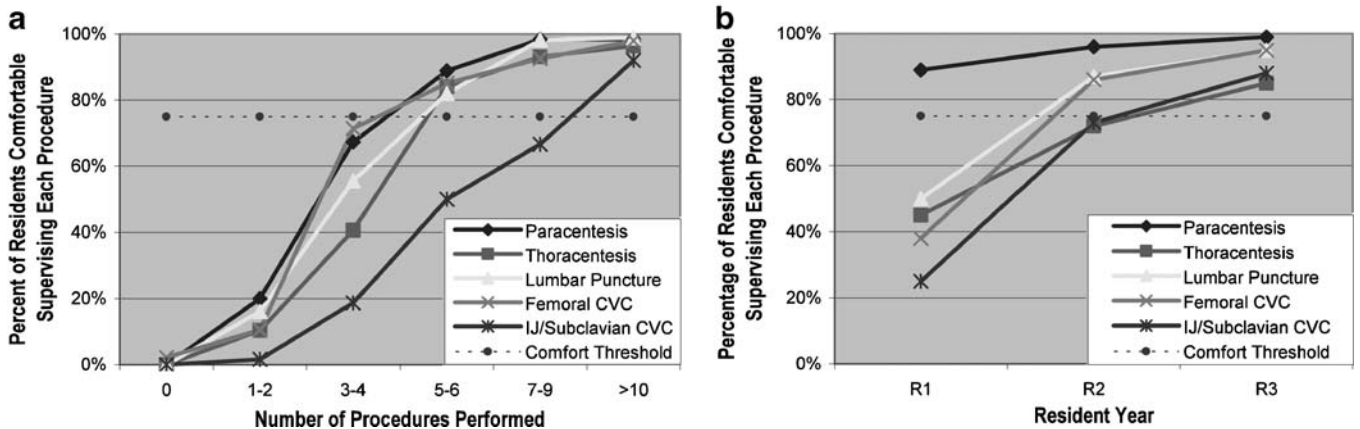 a
Percent of Residents Comfortable
Supervising Each Procedure
100%
80%
60%
40%
20%
0%
0 1-2 3-4 5-6 7-9 >10
Number of Procedures Performed
Paracentesis
Thoracentesis
Lumbar Puncture
Femoral CVC
IJ/Subclavian CVC
Comfort Threshold
b
Percentage of Residents Comfortable
Supervising Each Procedure
100%
80%
60%
40%
20%
0%
R1 R2 R3
Resident Year
Paracentesis
Thoracentesis
Lumbar Puncture
Femoral CVC
IJ/Subclavian CVC
Comfort Threshold